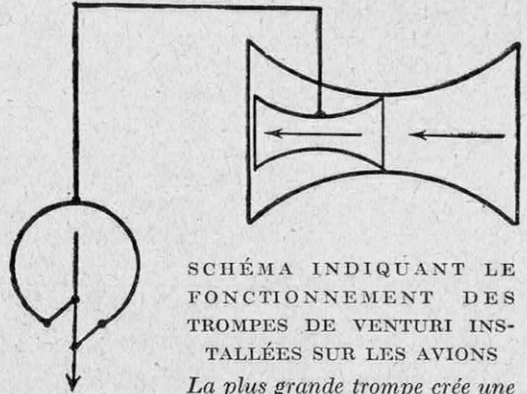 SCHÉMA INDIQUANT LE
FONCTIONNEMENT DES
TROMPES DE VENTURI INS-
TALLÉES SUR LES AVIONS
La plus grande trompe crée une